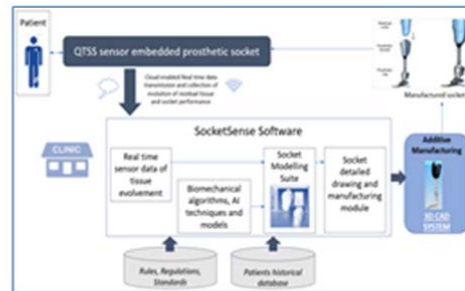 Patient
QTSS sensor embedded prosthetic socket
Cloud enabled Real time data
transmission and collection of
evolution of residual tissue
and socket performance
Manufactured socket
SocketSense Software
CLINIC
Real time
sensor data of
tissue
evolvement
Biomechanical
algorithms, AI
techniques and
models
Socket
Modelling
Suite
Socket
detailed
drawing and
manufacturing
module
Additive
Manufacturing
3D CAD
SYSTEM
Rules, Regulations,
Standards
Patients historical
database